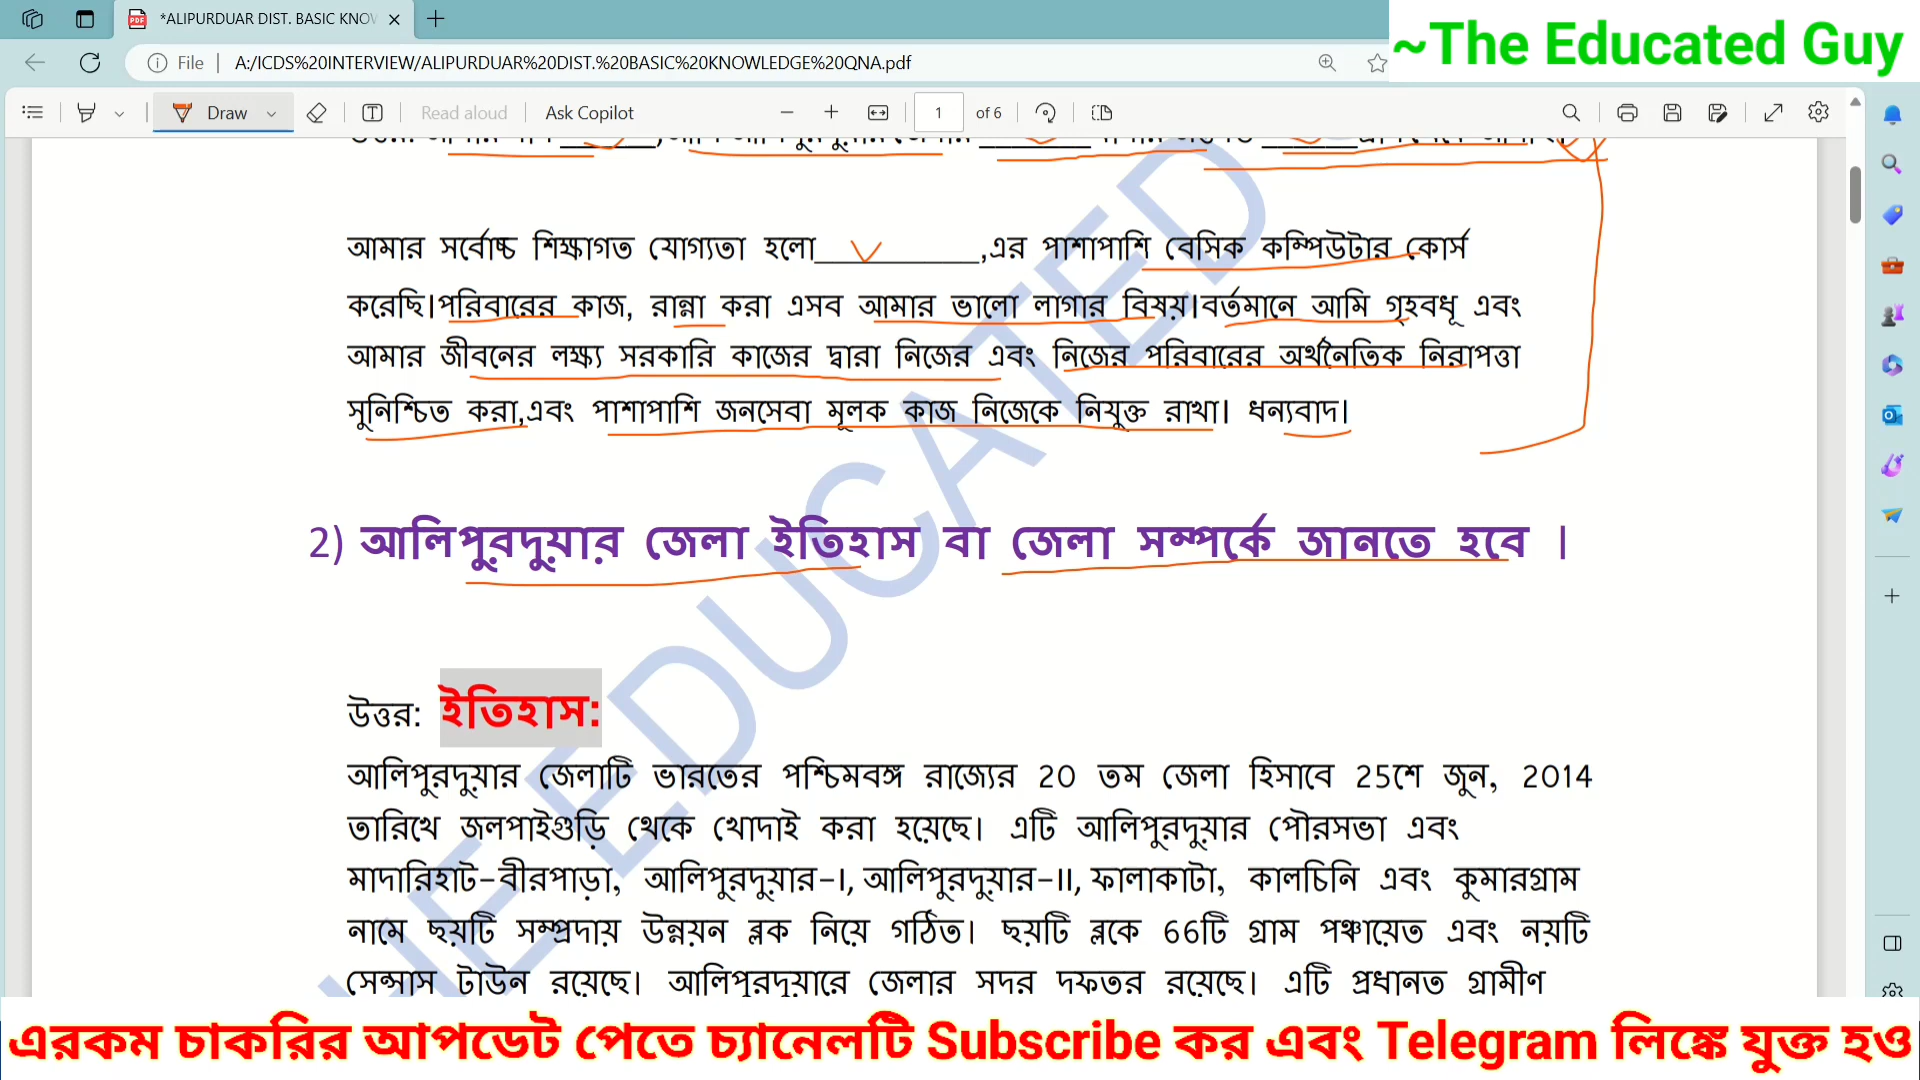 *ALIPURDUAR DIST. BASIC KNOW
~The Educated Guy
File
A:/ICDS%20INTERVIEW/ALIPURDUAR%20DIST.%20BASIC%20KNOWLEDGE%20QNA.pdf
Draw
Read aloud
Ask Copilot
1 of 6
আমার সর্বোচ্চ শিক্ষাগত যোগ্যতা হলো__________,এর পাশাপাশি বেসিক কম্পিউটার কোর্স
করেছি।পরিবারের কাজ, রান্না করা এসব আমার ভালো লাগার বিষয়।বর্তমানে আমি গৃহবধূ এবং
আমার জীবনের লক্ষ্য সরকারি কাজের দ্বারা নিজের এবং নিজের পরিবারের অর্থনৈতিক নিরাপত্তা
সুনিশ্চিত করা,এবং পাশাপাশি জনসেবা মূলক কাজ নিজেকে নিযুক্ত রাখা। ধন্যবাদ।
2) আলিপুরদুয়ার জেলা ইতিহাস বা জেলা সম্পর্কে জানতে হবে ।
উত্তর: ইতিহাস:
আলিপুরদুয়ার জেলাটি ভারতের পশ্চিমবঙ্গ রাজ্যের 20 তম জেলা হিসাবে 25শে জুন, 2014
তারিখে জলপাইগুড়ি থেকে খোদাই করা হয়েছে। এটি আলিপুরদুয়ার পৌরসভা এবং
মাদারিহাট-বীরপাড়া, আলিপুরদুয়ার-I, আলিপুরদুয়ার-II, ফালাকাটা, কালচিনি এবং কুমারগ্রাম
নামে ছয়টি সম্প্রদায় উন্নয়ন ব্লক নিয়ে গঠিত। ছয়টি ব্লকে 66টি গ্রাম পঞ্চায়েত এবং নয়টি
সেন্সাস টাউন রয়েছে। আলিপুরদুয়ারে জেলার সদর দফতর রয়েছে। এটি প্রধানত গ্রামীণ
EDUCATED
এরকম চাকরির আপডেট পেতে চ্যানেলটি Subscribe কর এবং Telegram লিঙ্কে যুক্ত হও